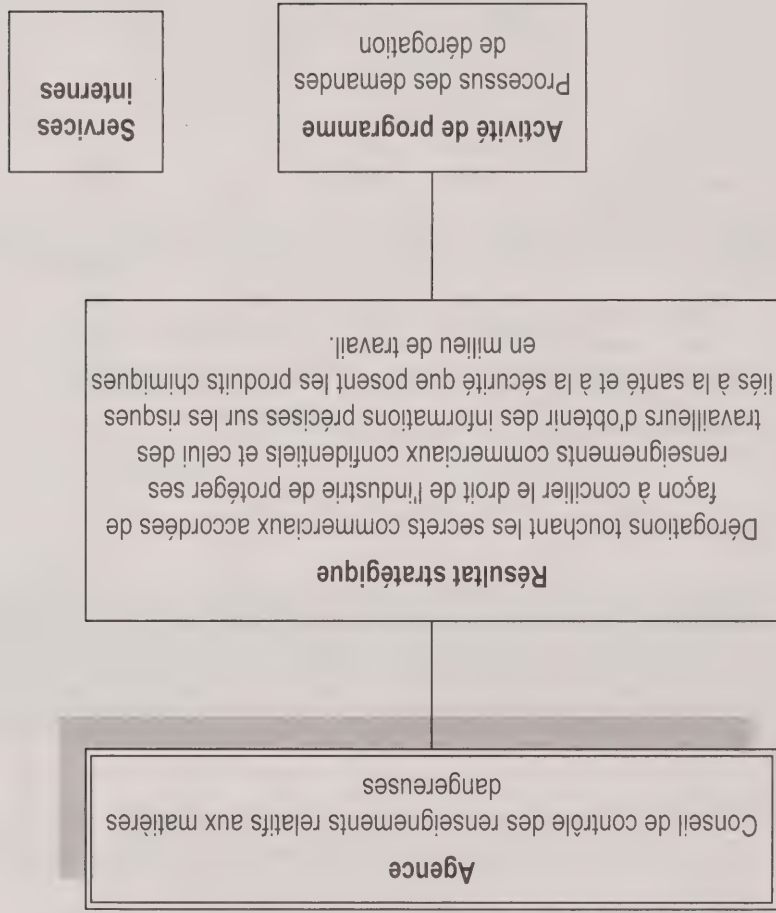 Agence
Conseil de contrôle des renseignements relatifs aux matières
dangereuses
Résultat stratégique
Dérogations touchant les secrets commerciaux accordées de
façon à concilier le droit de l'industrie de protéger ses
renseignements commerciaux confidentiels et celui des
travailleurs d'obtenir des informations précises sur les risques
liés à la santé et à la sécurité que posent les produits chimiques
en milieu de travail.
Activité de programme
Processus des demandes
de dérogation
Services
internes